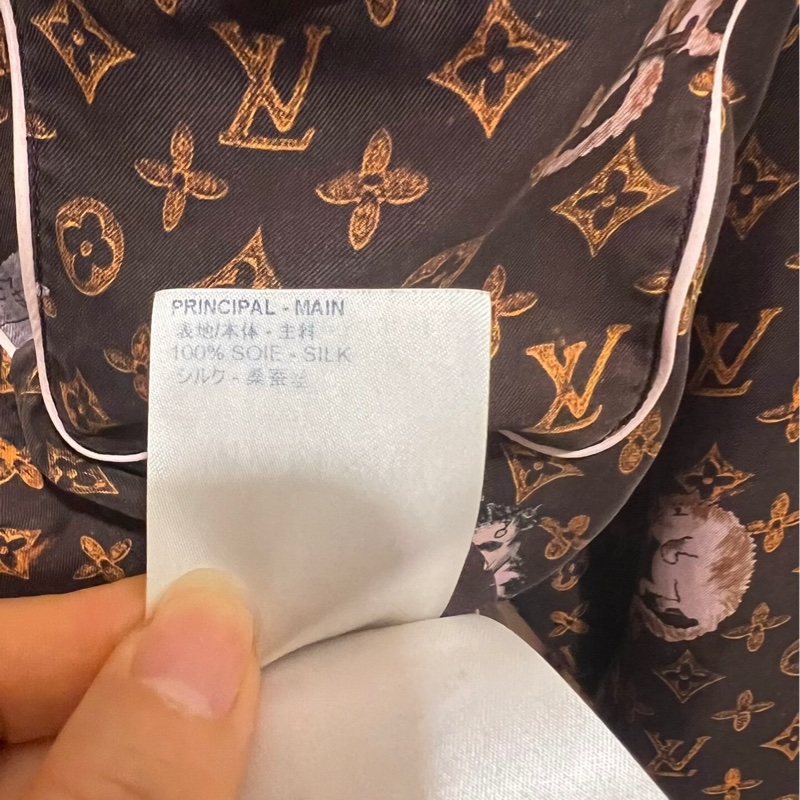 PRINCIPAL - MAIN
表地/本体 - 主料
100% SOIE - SILK
シルク - 桑蚕丝